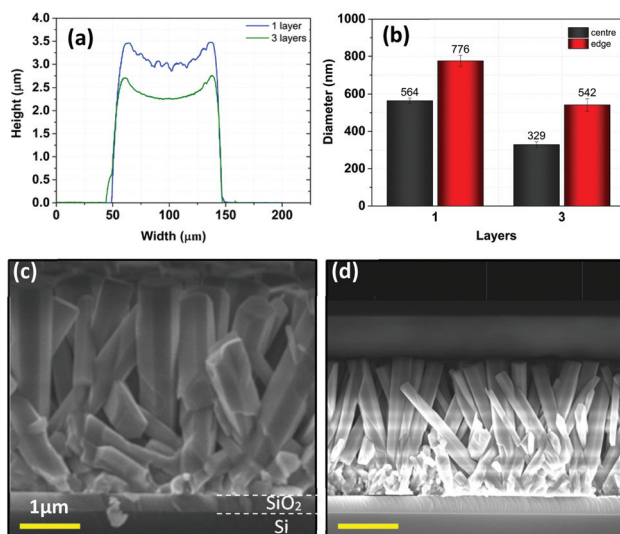 (a)
1 layer
3 layers
4.0
3.5
3.0
2.5
2.0
1.5
1.0
0.5
0.0
Height (μm)
0 50 100 150 200
Width (μm)
(b)
centre
edge
1000
800
600
400
200
0
Diameter (nm)
564
776
329
542
1 3
Layers
(c)
1μm
SiO₂
Si
(d)